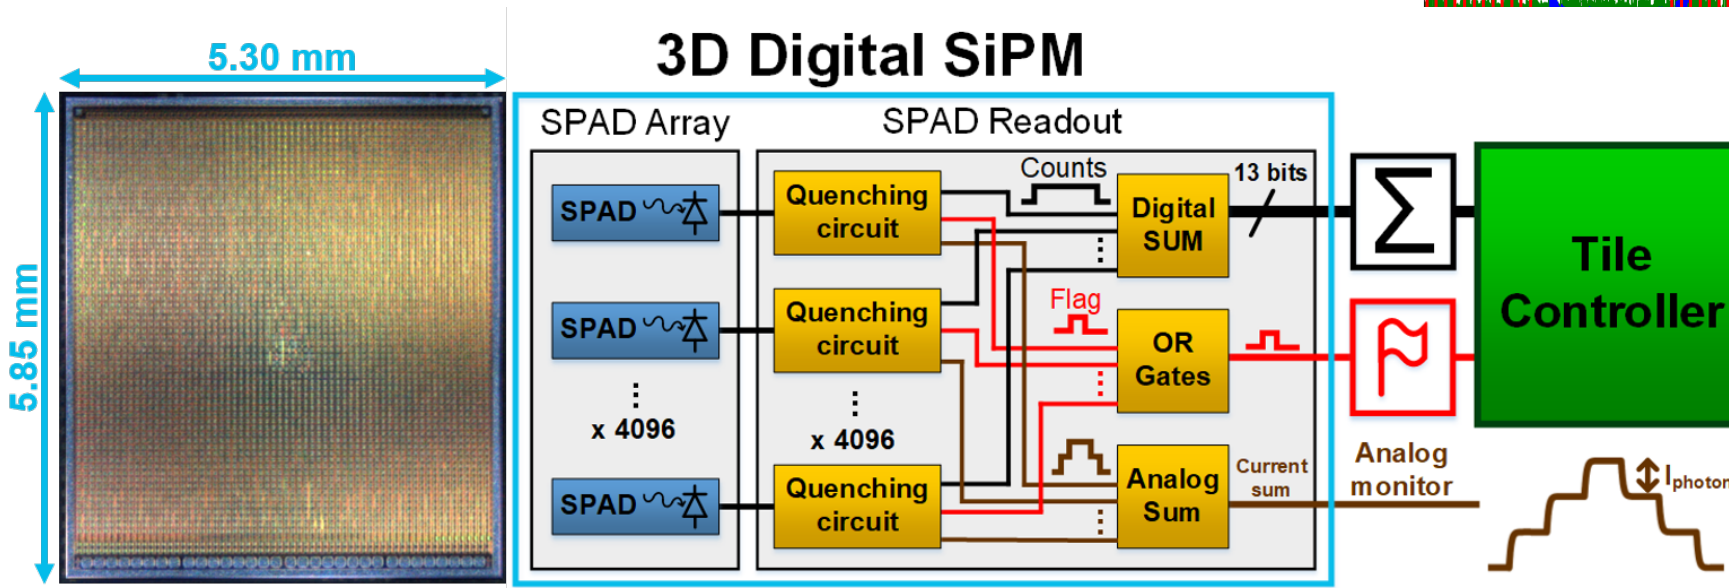 3D Digital SiPM
5.30 mm
5.85 mm
SPAD Array
SPAD Readout
SPAD
SPAD
x 4096
SPAD
Quenching
circuit
Quenching
circuit
x 4096
Quenching
circuit
Counts
Flag
Digital
SUM
OR
Gates
Analog
Sum
13 bits
Current
sum
Σ
Analog
monitor
Tile
Controller
Iphoton